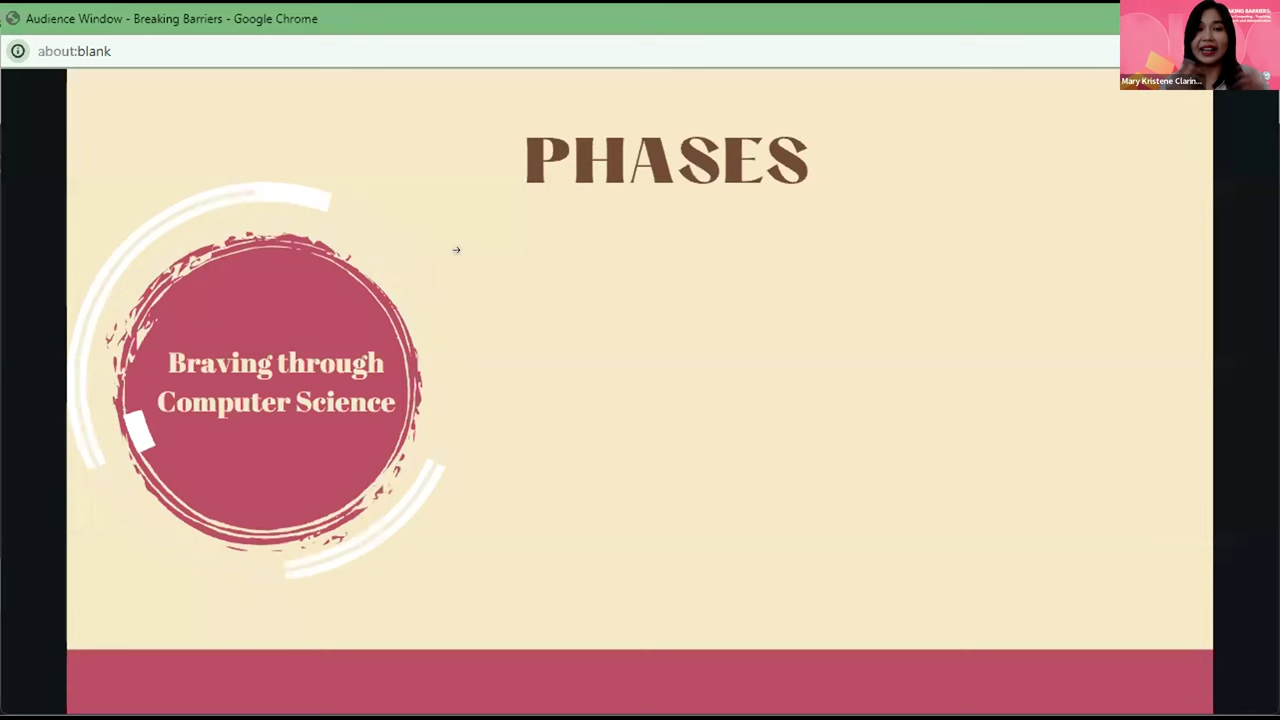 Audience Window - Breaking Barriers - Google Chrome
about:blank
PHASES
Braving through
Computer Science
Mary Kristene Clarin...